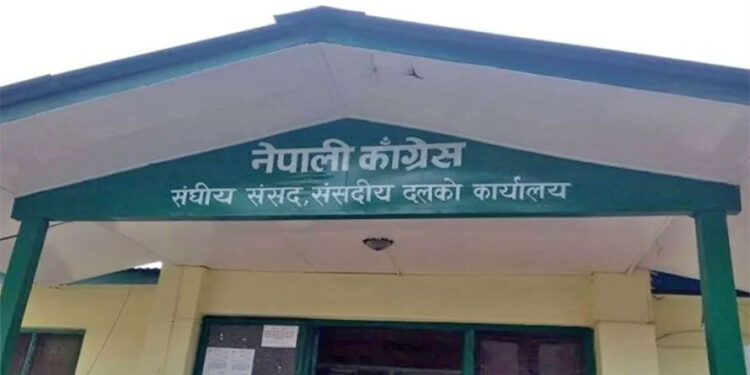 नेपाली काँग्रेस
संघीय संसद, संसदीय दलको कार्यालय